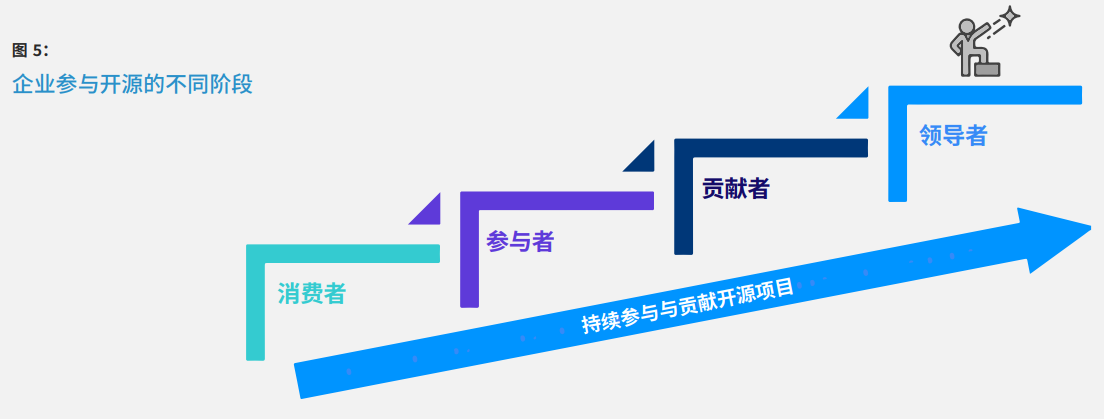 图 5：
企业参与开源的不同阶段
领导者
贡献者
参与者
消费者
持续参与与贡献开源项目